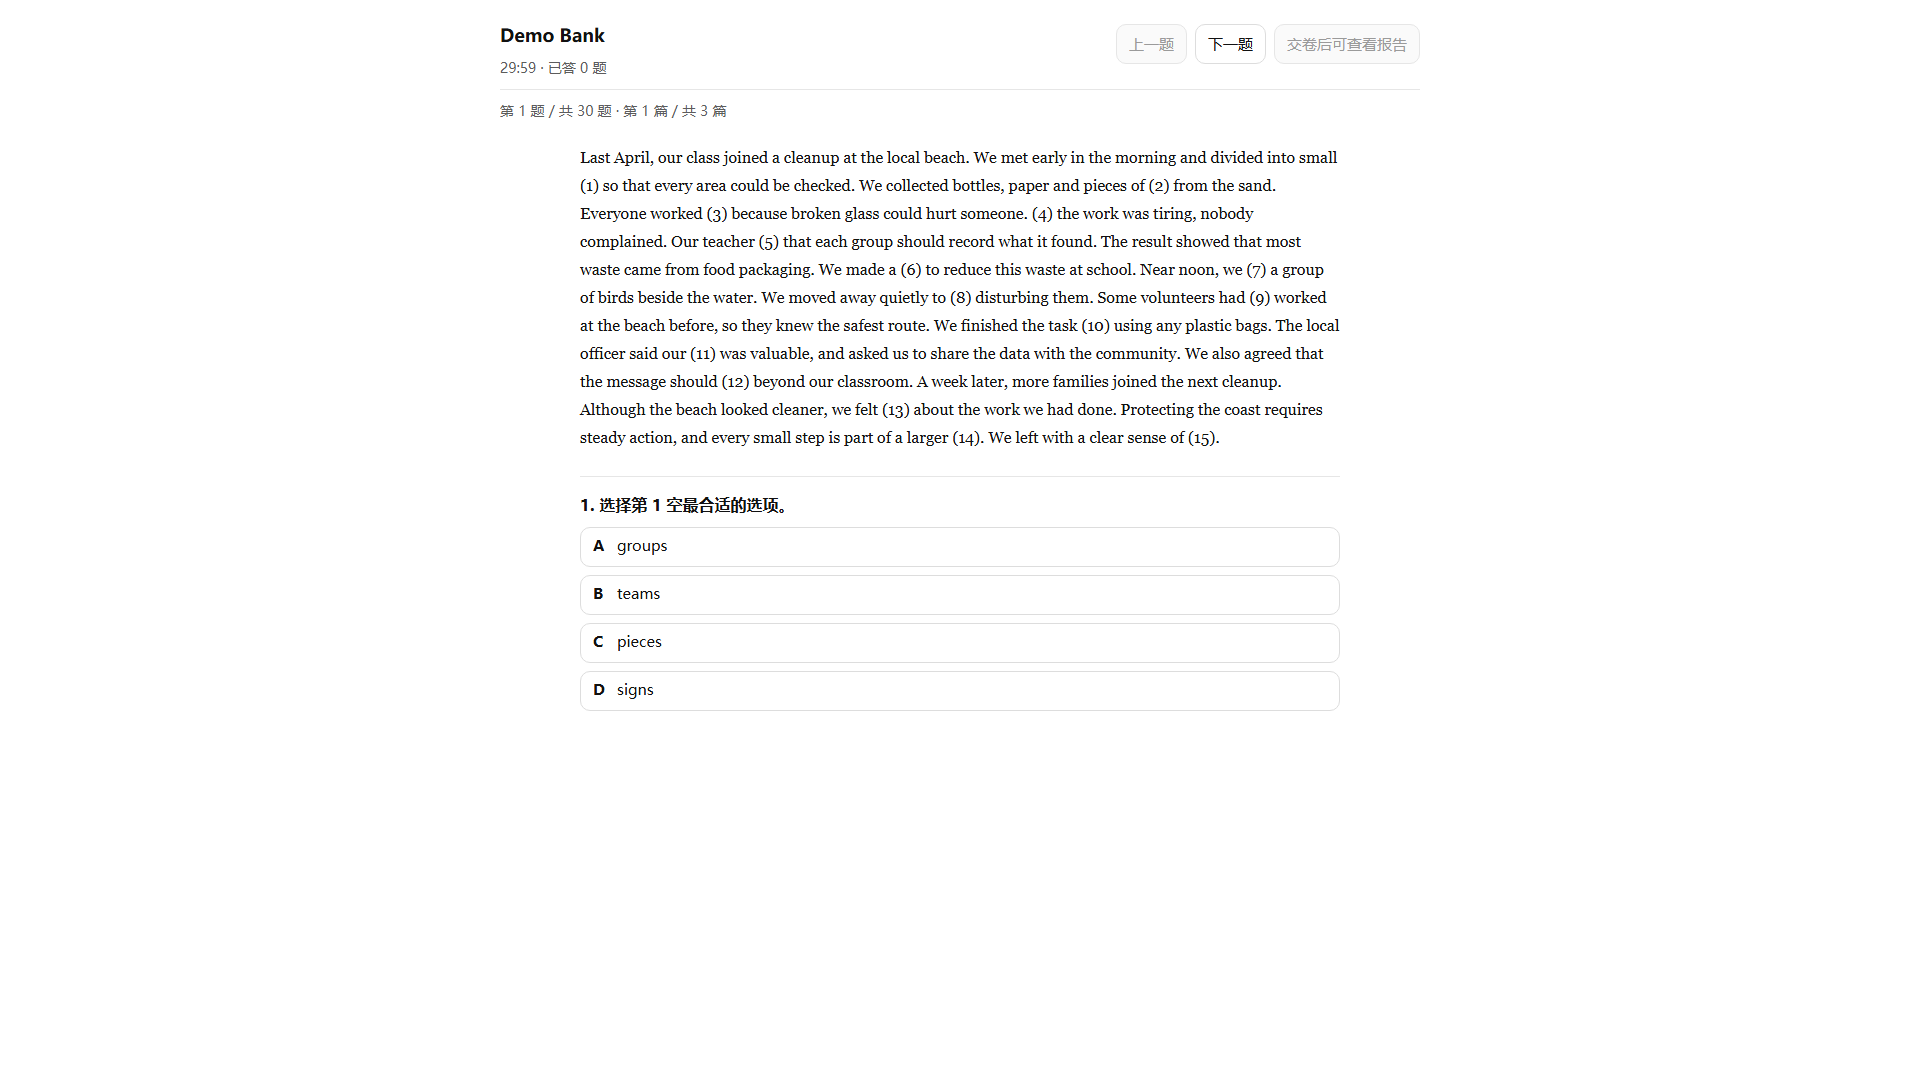 Demo Bank
29:59 · 已答 0 题
上一题
下一题
交卷后可查看报告
第 1 题 / 共 30 题 · 第 1 篇 / 共 3 篇
Last April, our class joined a cleanup at the local beach. We met early in the morning and divided into small
(1) so that every area could be checked. We collected bottles, paper and pieces of (2) from the sand.
Everyone worked (3) because broken glass could hurt someone. (4) the work was tiring, nobody
complained. Our teacher (5) that each group should record what it found. The result showed that most
waste came from food packaging. We made a (6) to reduce this waste at school. Near noon, we (7) a group
of birds beside the water. We moved away quietly to (8) disturbing them. Some volunteers had (9) worked
at the beach before, so they knew the safest route. We finished the task (10) using any plastic bags. The local
officer said our (11) was valuable, and asked us to share the data with the community. We also agreed that
the message should (12) beyond our classroom. A week later, more families joined the next cleanup.
Although the beach looked cleaner, we felt (13) about the work we had done. Protecting the coast requires
steady action, and every small step is part of a larger (14). We left with a clear sense of (15).
1. 选择第 1 空最合适的选项。
A groups
B teams
C pieces
D signs